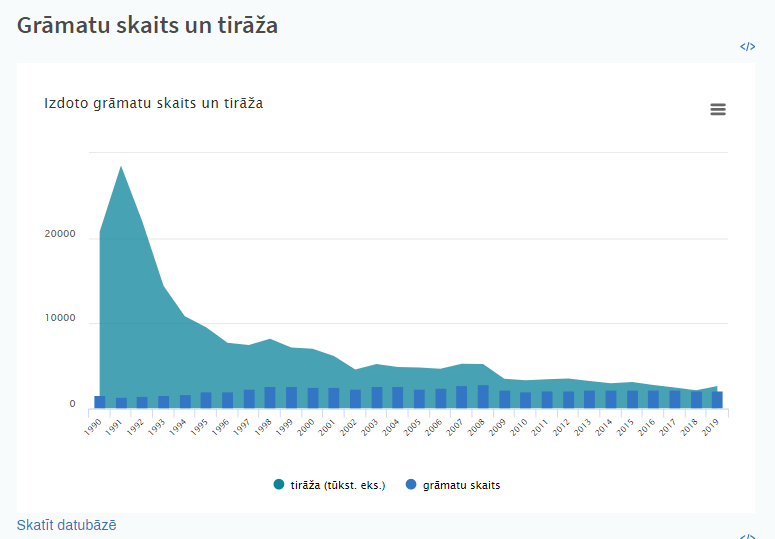 Grāmatu skaits un tirāža
</>
Izdoto grāmatu skaits un tirāža
20000
10000
0
1990 1991 1992 1993 1994 1995 1996 1997 1998 1999 2000 2001 2002 2003 2004 2005 2006 2007 2008 2009 2010 2011 2012 2013 2014 2015 2016 2017 2018 2019
tirāža (tūkst. eks.) grāmatu skaits
Skatīt datubāzē
</>